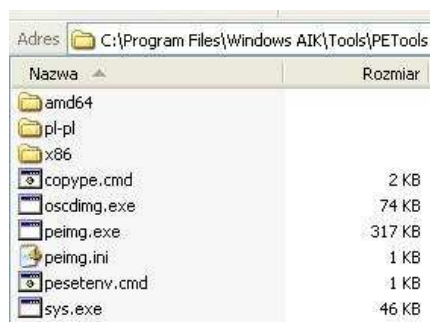 Adres C:\Program Files\Windows AIK\Tools\PETools
Nazwa Rozmiar
amd64
pl-pl
x86
copype.cmd 2 KB
oscdimg.exe 74 KB
peimg.exe 317 KB
peimg.ini 1 KB
pesetenv.cmd 1 KB
sys.exe 46 KB